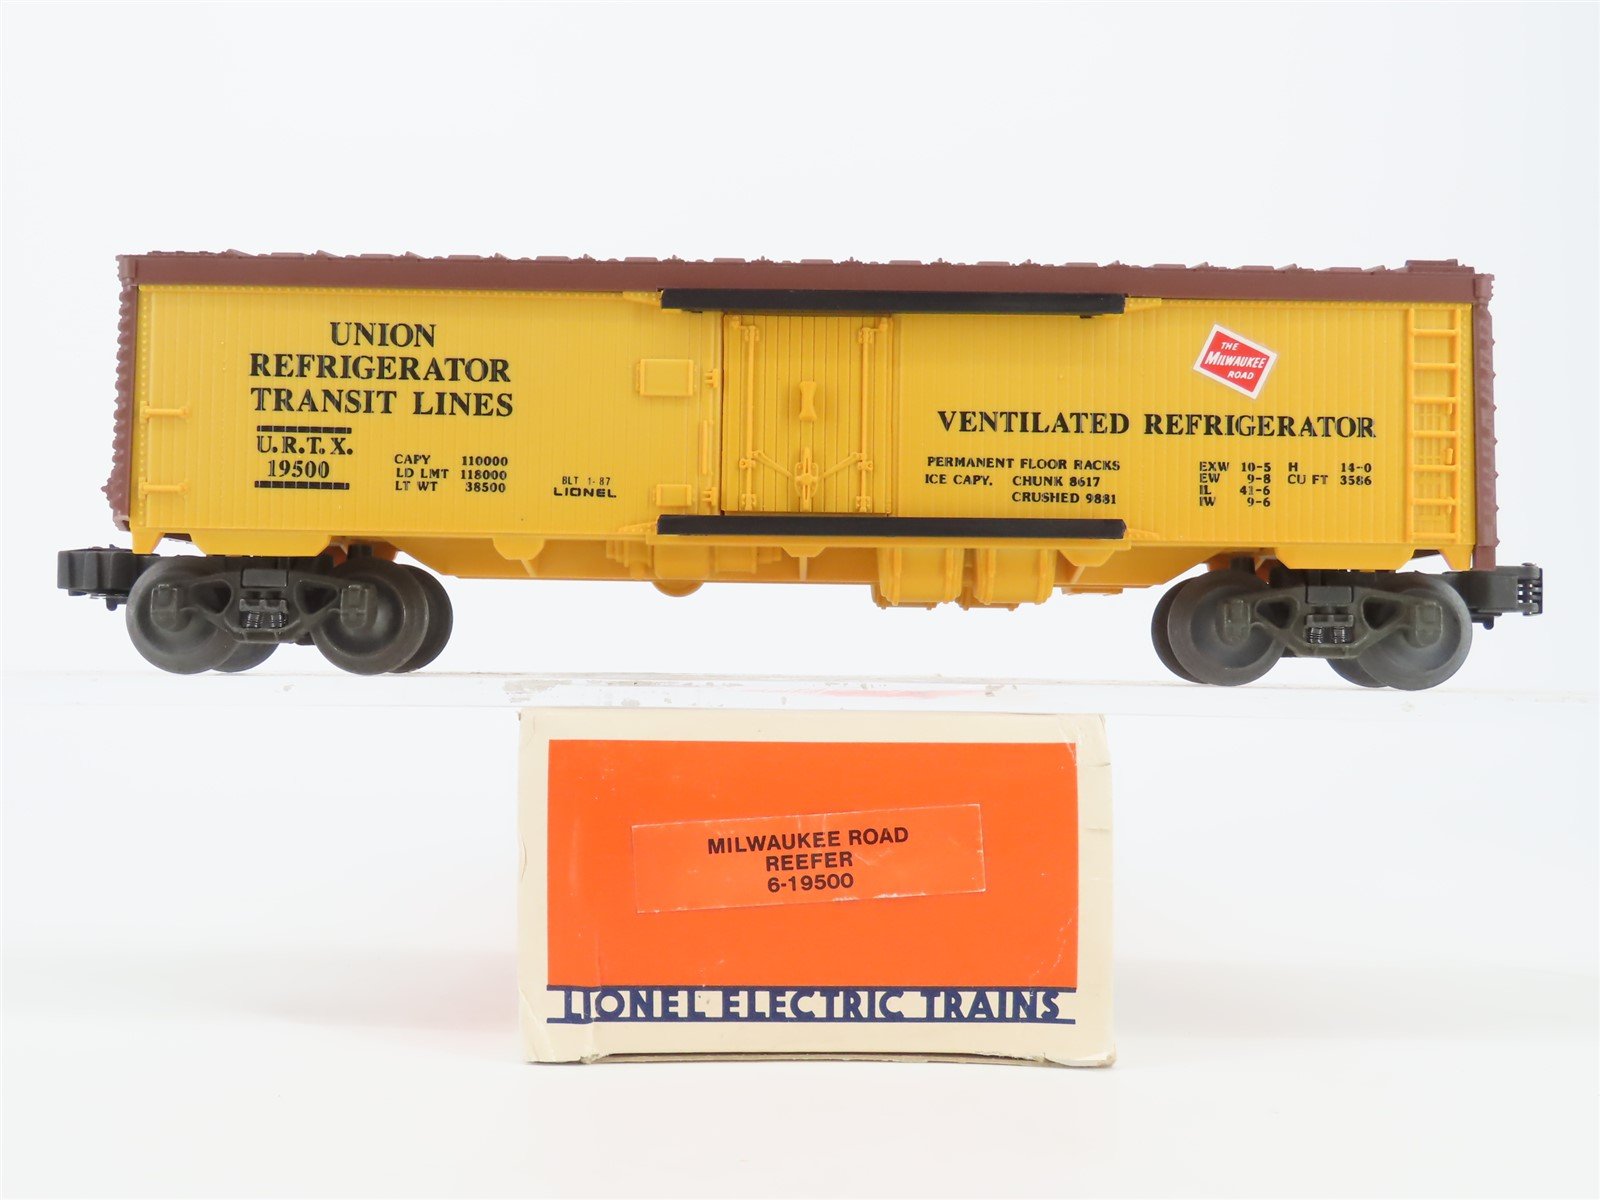 UNION
REFRIGERATOR
TRANSIT LINES
U.R.T.X.
19500
CAPY 110000
LD LMT 118000
LT WT 38500
BLT 1-87
LIONEL
THE
MILWAUKEE
ROAD
VENTILATED REFRIGERATOR
PERMANENT FLOOR RACKS
ICE CAPY. CHUNK 8617
CRUSHED 9881
EXW 10-5 H 14-0
EW 9-8 CU FT 3586
IL 41-6
IW 9-6
MILWAUKEE ROAD
REEFER
6-19500
LIONEL ELECTRIC TRAINS